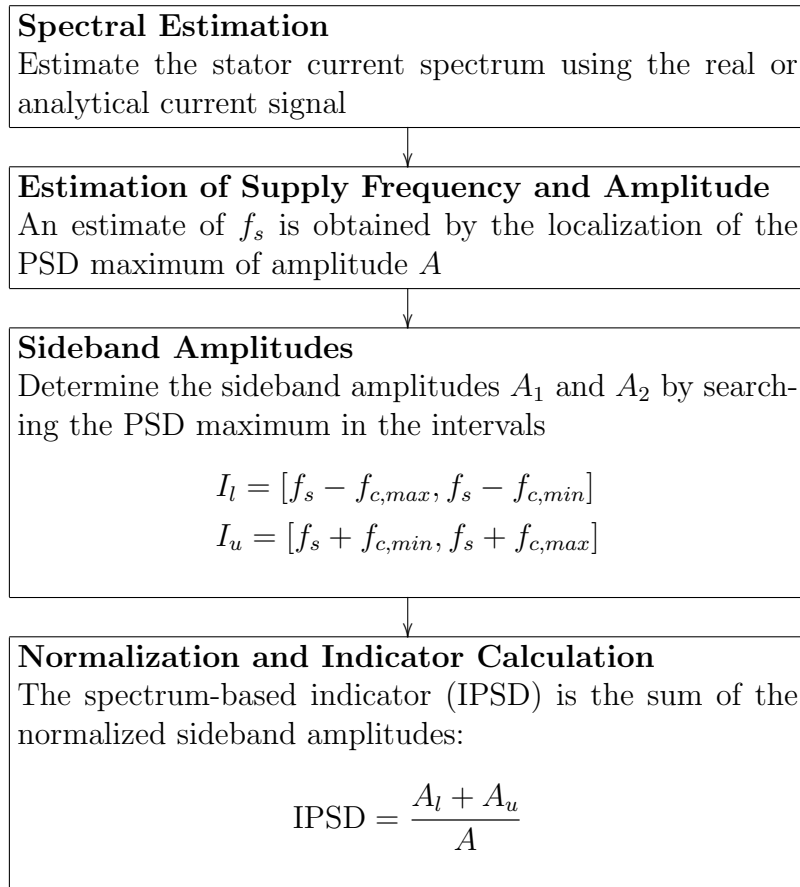 Spectral Estimation
Estimate the stator current spectrum using the real or
analytical current signal
Estimation of Supply Frequency and Amplitude
An estimate of $f_s$ is obtained by the localization of the
PSD maximum of amplitude $A$
Sideband Amplitudes
Determine the sideband amplitudes $A_1$ and $A_2$ by search-
ing the PSD maximum in the intervals
$I_l = [f_s - f_{c,max}, f_s - f_{c,min}]$
$I_u = [f_s + f_{c,min}, f_s + f_{c,max}]$
Normalization and Indicator Calculation
The spectrum-based indicator (IPSD) is the sum of the
normalized sideband amplitudes:
$\text{IPSD} = \frac{A_l + A_u}{A}$